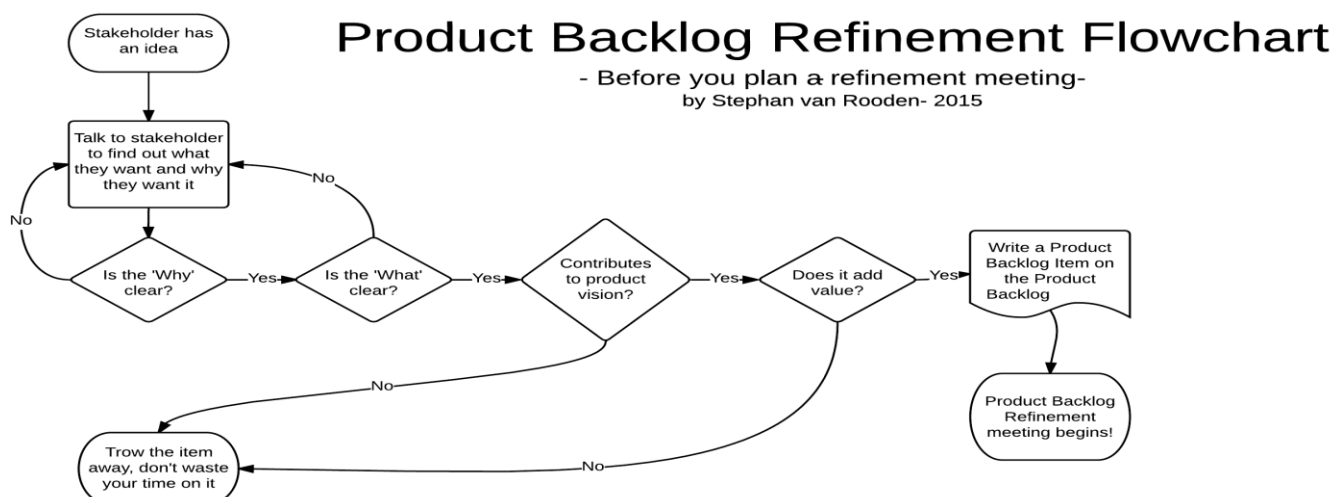 Product Backlog Refinement Flowchart
- Before you plan a refinement meeting-
by Stephan van Rooden- 2015
Stakeholder has
an idea
Talk to stakeholder
to find out what
they want and why
they want it
No
No
Is the 'Why'
clear?
Yes
Is the 'What'
clear?
Yes
Contributes
to product
vision?
Yes
Does it add
value?
Yes
Write a Product
Backlog Item on
the Product
Backlog
No
Product Backlog
Refinement
meeting begins!
Trow the item
away, don't waste
your time on it
No